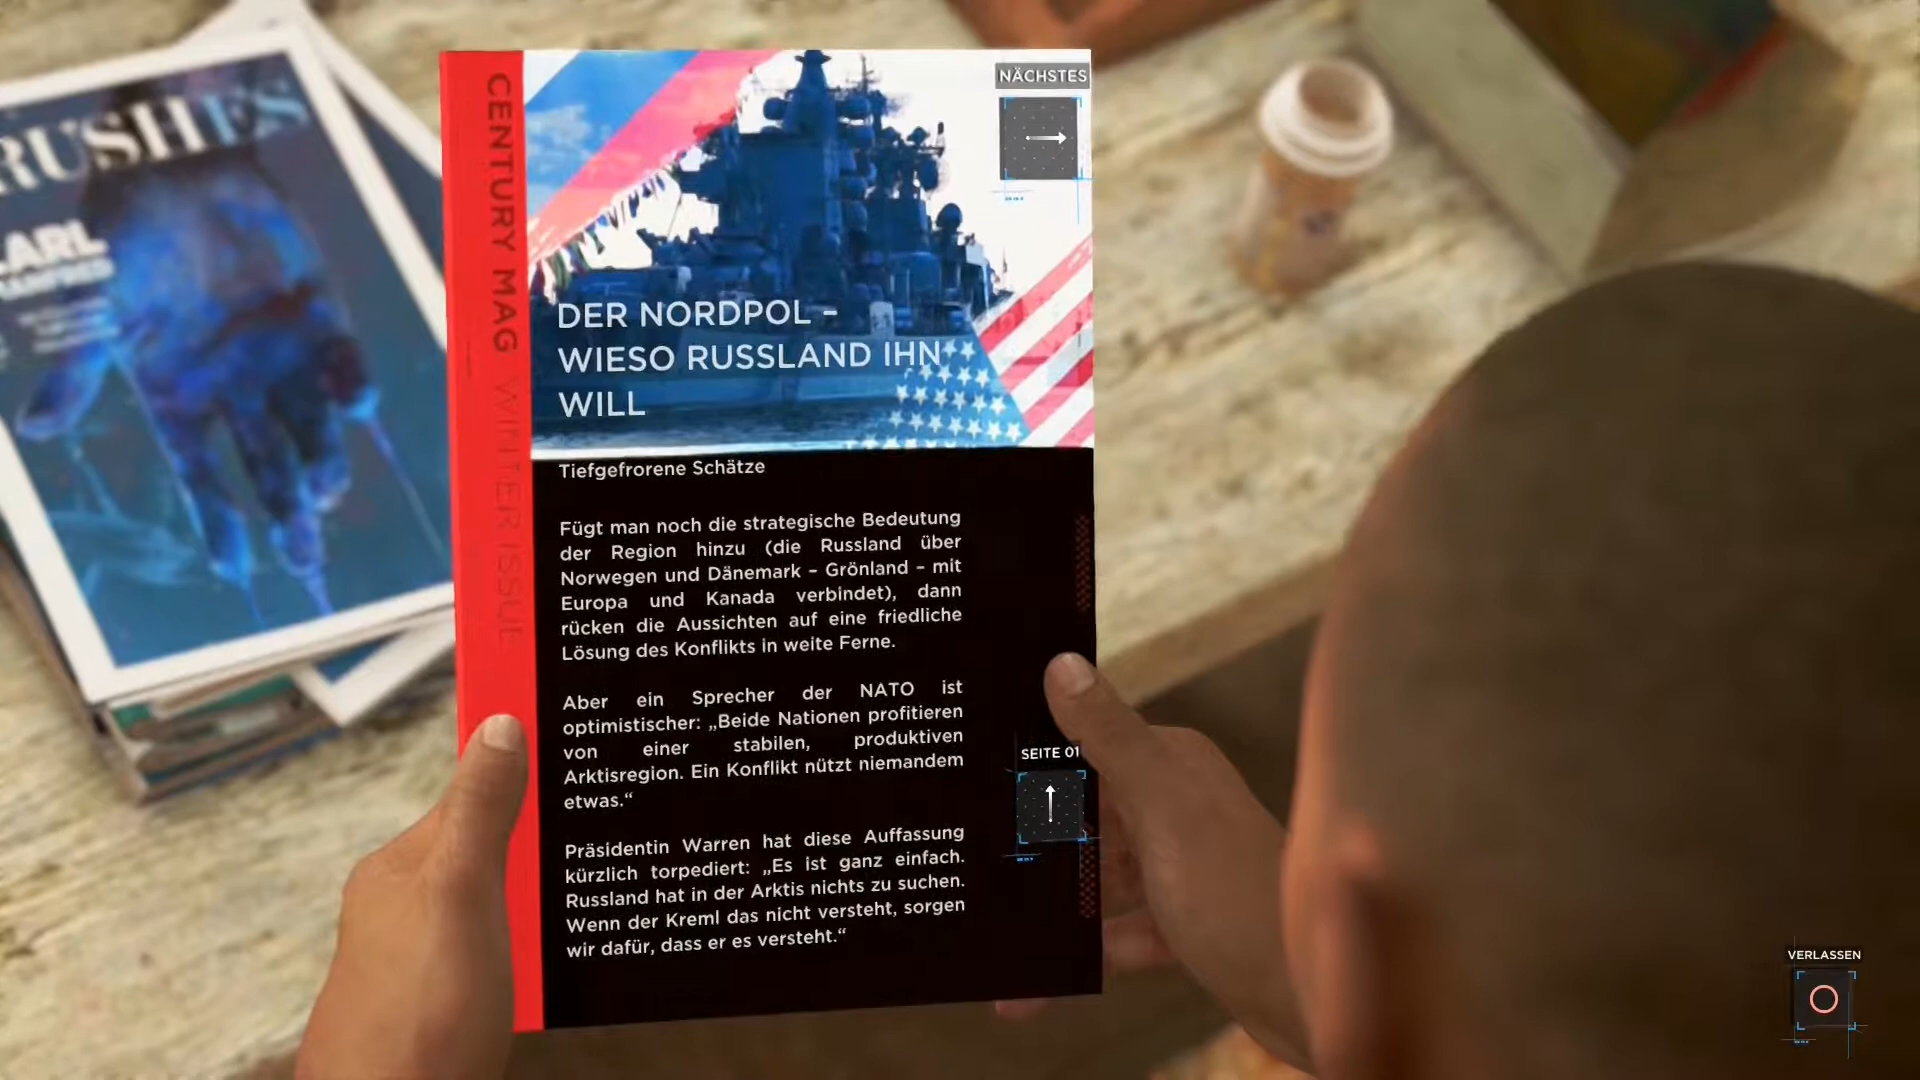 RUSHES
CARL
MANFRED
CENTURY MAG WINTER ISSUE
NÄCHSTES
DER NORDPOL –
WIESO RUSSLAND IHN
WILL
Tiefgefrorene Schätze
Fügt man noch die strategische Bedeutung
der Region hinzu (die Russland über
Norwegen und Dänemark – Grönland – mit
Europa und Kanada verbindet), dann
rücken die Aussichten auf eine friedliche
Lösung des Konflikts in weite Ferne.
Aber ein Sprecher der NATO ist
optimistischer: „Beide Nationen profitieren
von einer stabilen, produktiven
Arktisregion. Ein Konflikt nützt niemandem
etwas.“
Präsidentin Warren hat diese Auffassung
kürzlich torpediert: „Es ist ganz einfach.
Russland hat in der Arktis nichts zu suchen.
Wenn der Kreml das nicht versteht, sorgen
wir dafür, dass er es versteht.“
SEITE 01
VERLASSEN